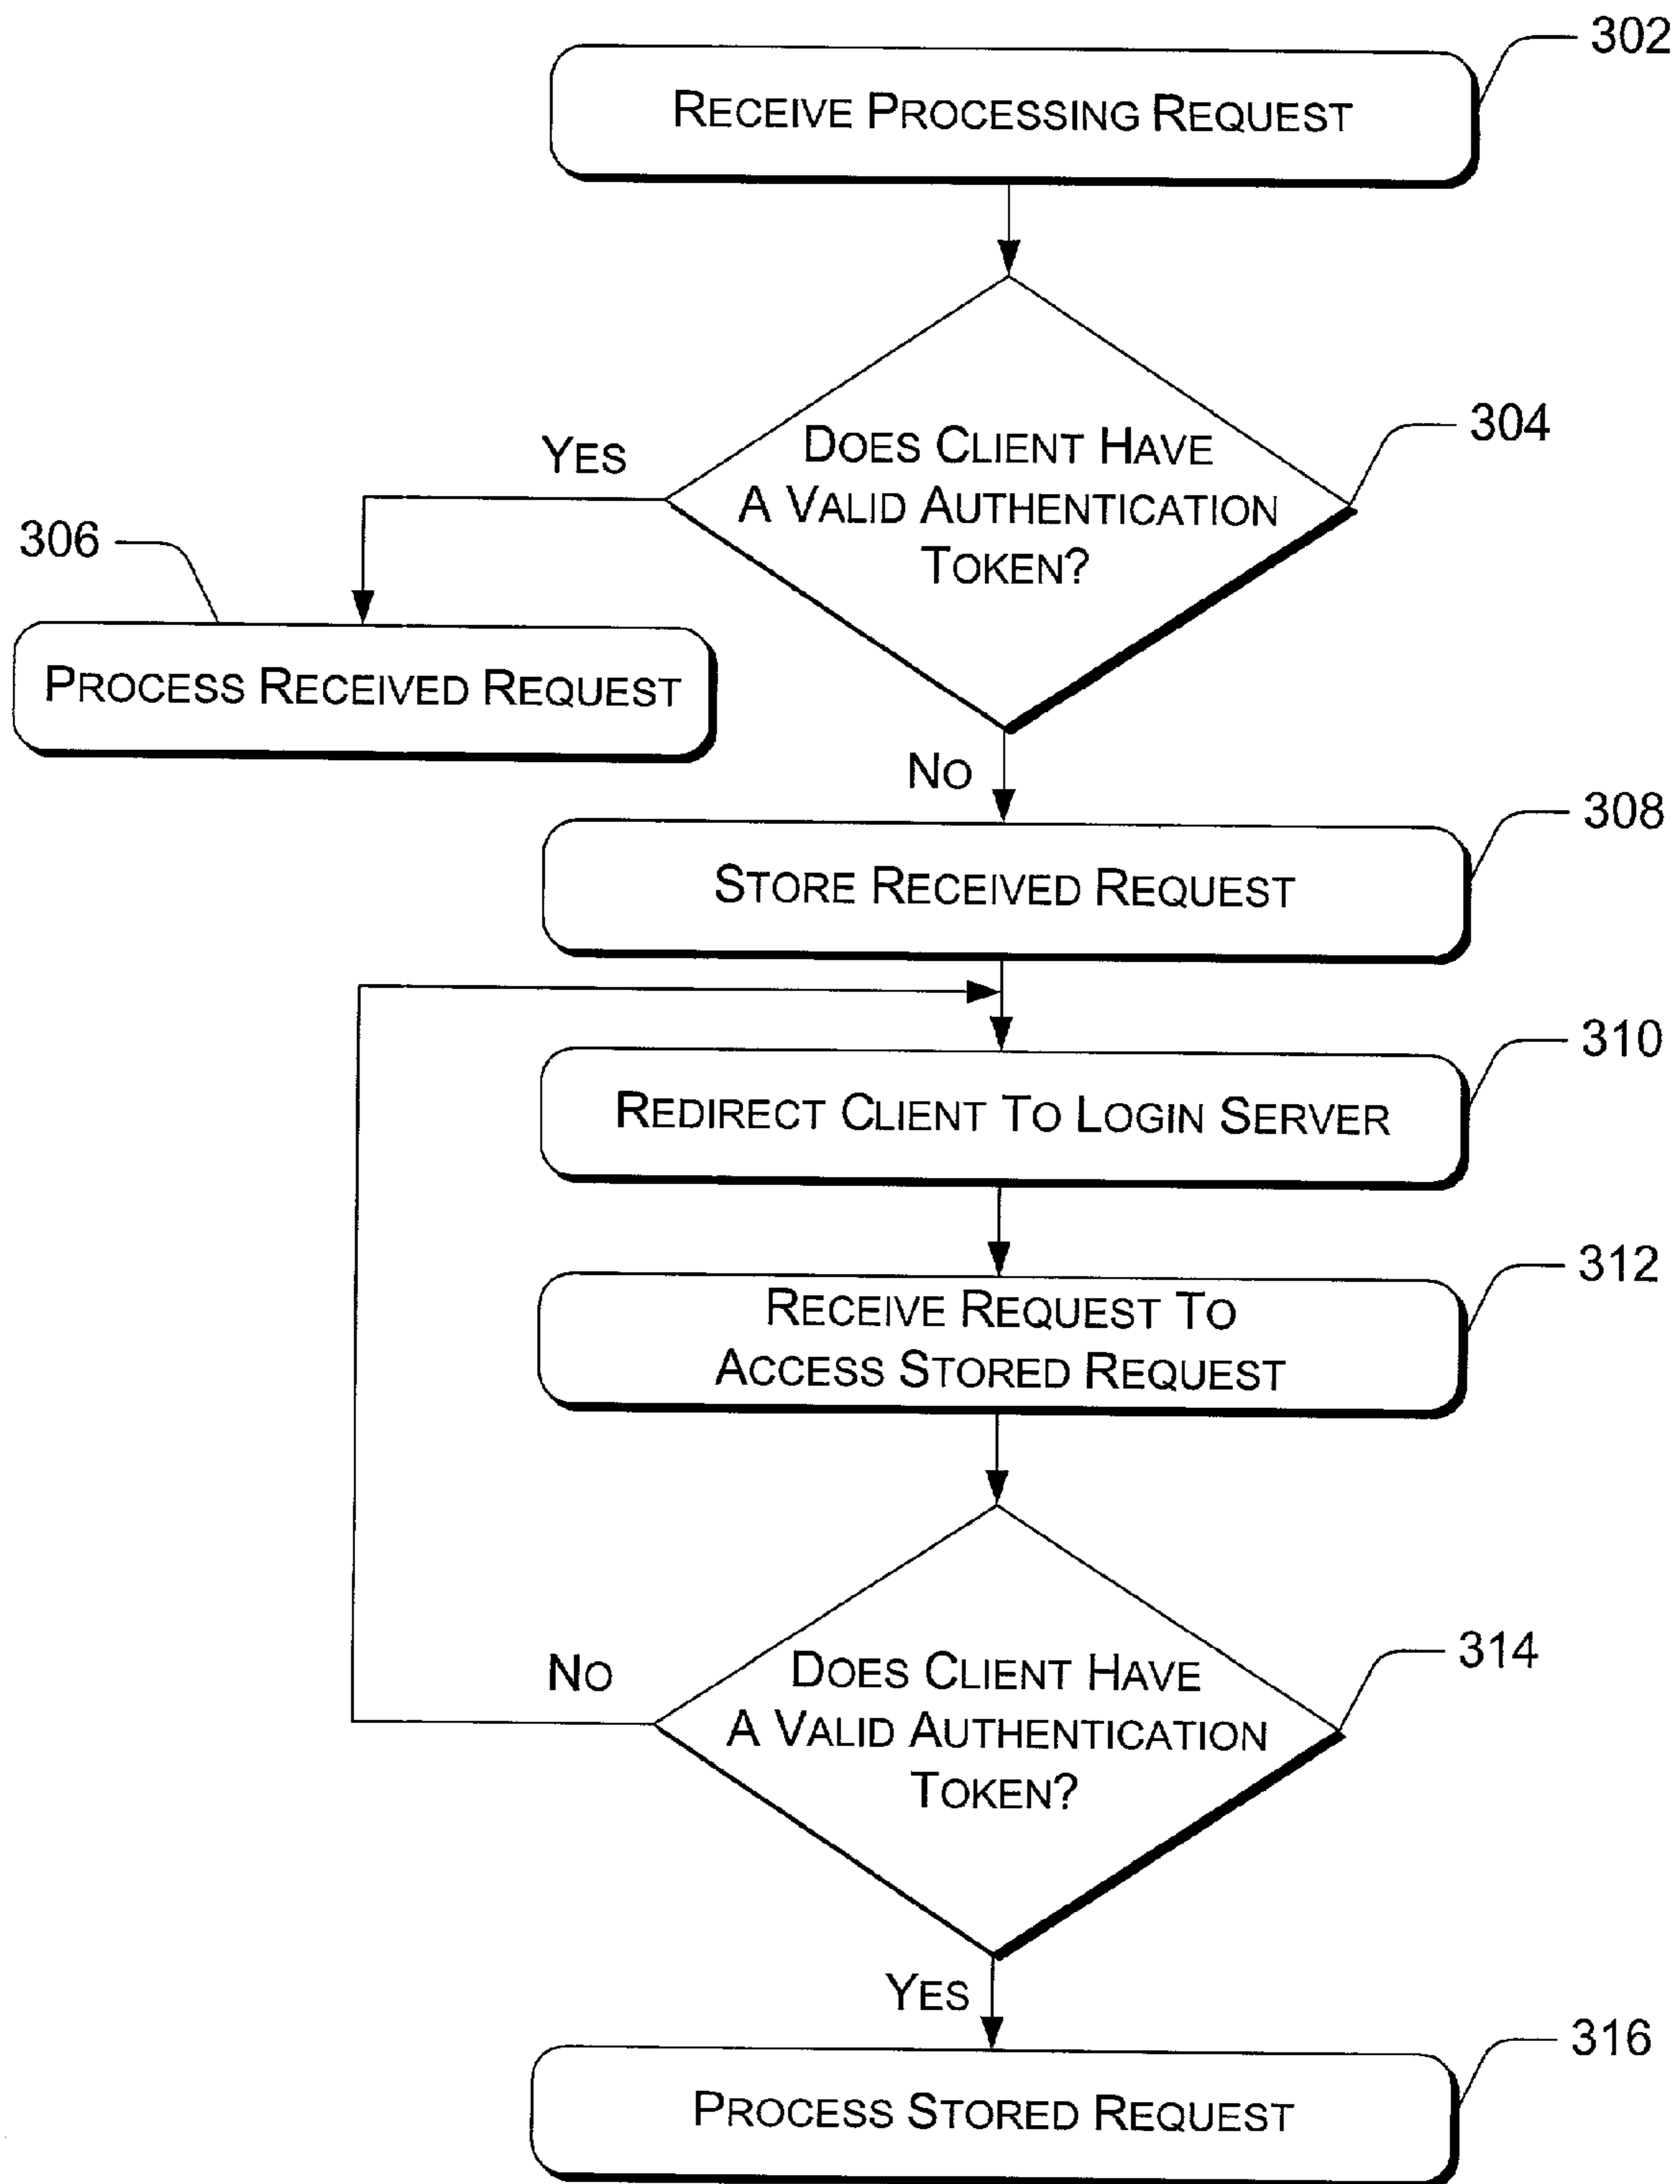 302
RECEIVE PROCESSING REQUEST
304
DOES CLIENT HAVE
A VALID AUTHENTICATION
TOKEN?
YES
306
PROCESS RECEIVED REQUEST
NO
308
STORE RECEIVED REQUEST
310
REDIRECT CLIENT TO LOGIN SERVER
312
RECEIVE REQUEST TO
ACCESS STORED REQUEST
314
DOES CLIENT HAVE
A VALID AUTHENTICATION
TOKEN?
NO
YES
316
PROCESS STORED REQUEST